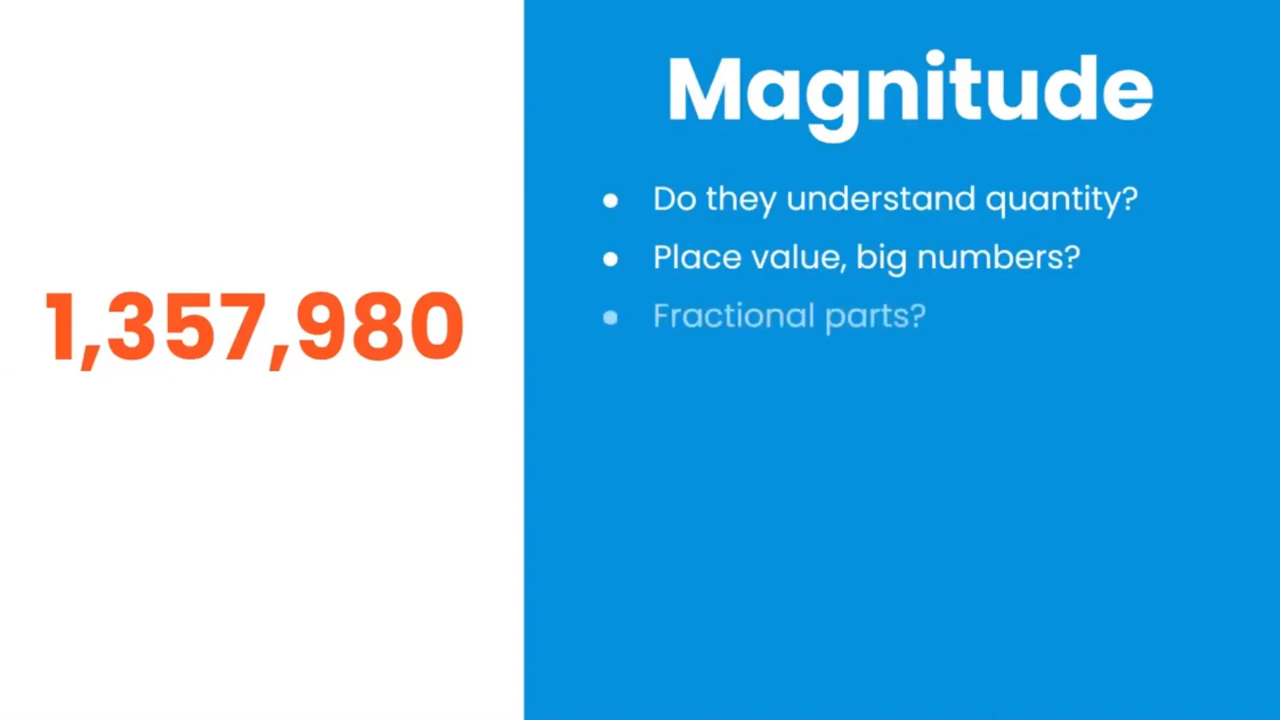 1,357,980
Magnitude
● Do they understand quantity?
● Place value, big numbers?
● Fractional parts?